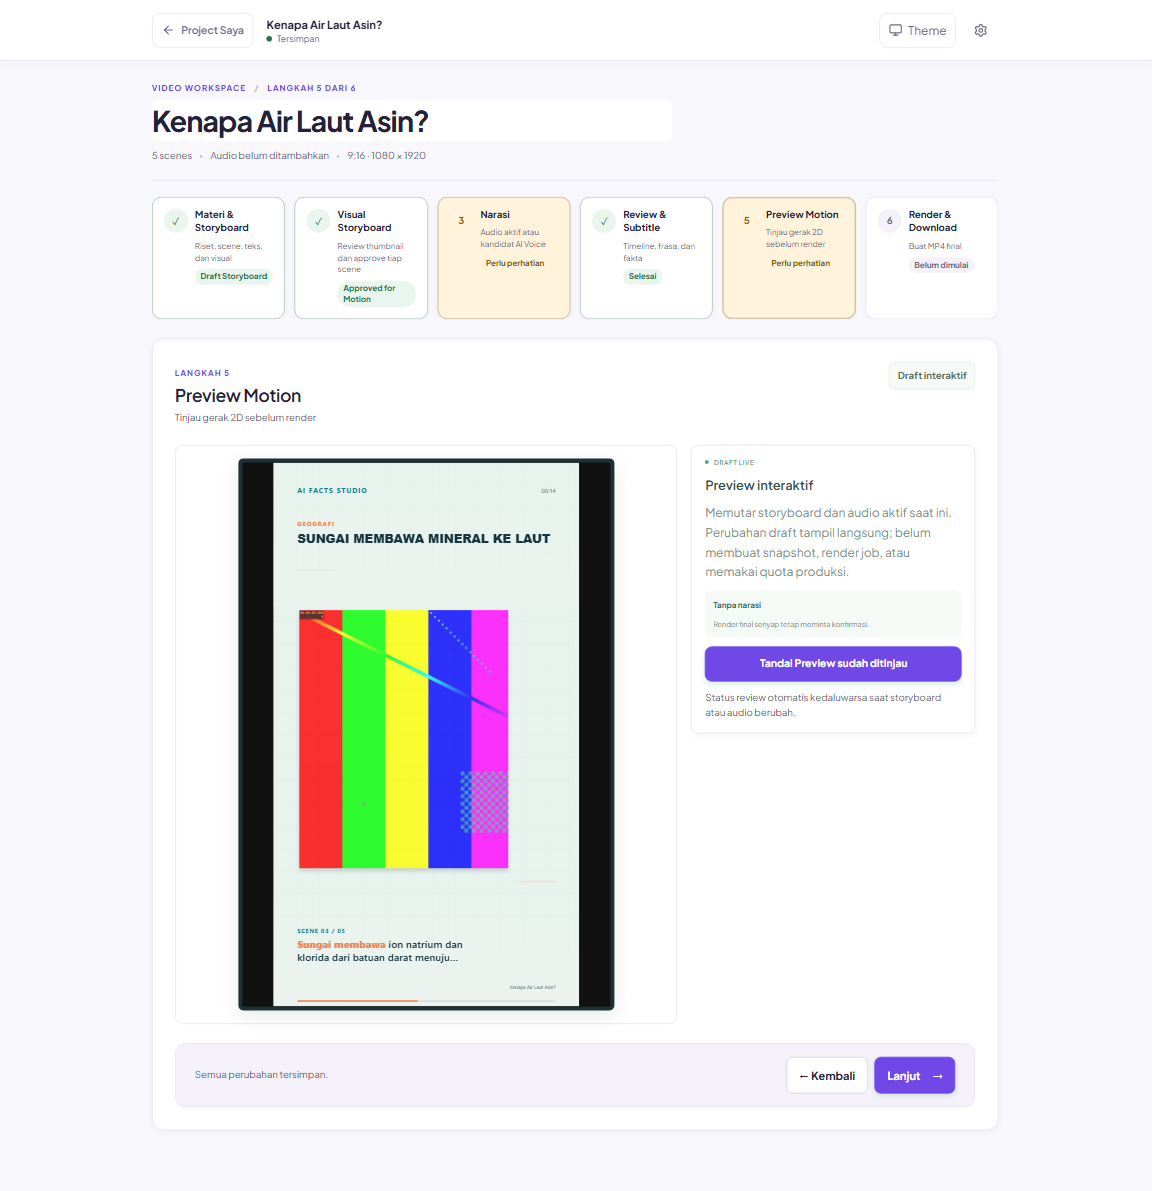 Project Saya
Kenapa Air Laut Asin?
Tersimpan
Theme
VIDEO WORKSPACE / LANGKAH 5 DARI 6
Kenapa Air Laut Asin?
5 scenes • Audio belum ditambahkan • 9:16 · 1080 × 1920
✓
Materi &
Storyboard
Riset, scene, teks,
dan visual
Draft Storyboard
✓
Visual
Storyboard
Review thumbnail
dan approve tiap
scene
Approved for
Motion
3
Narasi
Audio aktif atau
kandidat AI Voice
Perlu perhatian
✓
Review &
Subtitle
Timeline, frasa, dan
fakta
Selesai
5
Preview Motion
Tinjau gerak 2D
sebelum render
Perlu perhatian
6
Render &
Download
Buat MP4 final
Belum dimulai
LANGKAH 5
Preview Motion
Tinjau gerak 2D sebelum render
Draft interaktif
AI FACTS STUDIO
00:14
GEOGRAFI
SUNGAI MEMBAWA MINERAL KE LAUT
SCENE 03 / 05
Sungai membawa ion natrium dan
klorida dari batuan darat menuju...
Kenapa Air Laut Asin?
DRAFT LIVE
Preview interaktif
Memutar storyboard dan audio aktif saat ini.
Perubahan draft tampil langsung; belum
membuat snapshot, render job, atau
memakai quota produksi.
Tanpa narasi
Render final senyap tetap meminta konfirmasi.
Tandai Preview sudah ditinjau
Status review otomatis kedaluwarsa saat storyboard
atau audio berubah.
Semua perubahan tersimpan.
← Kembali
Lanjut →